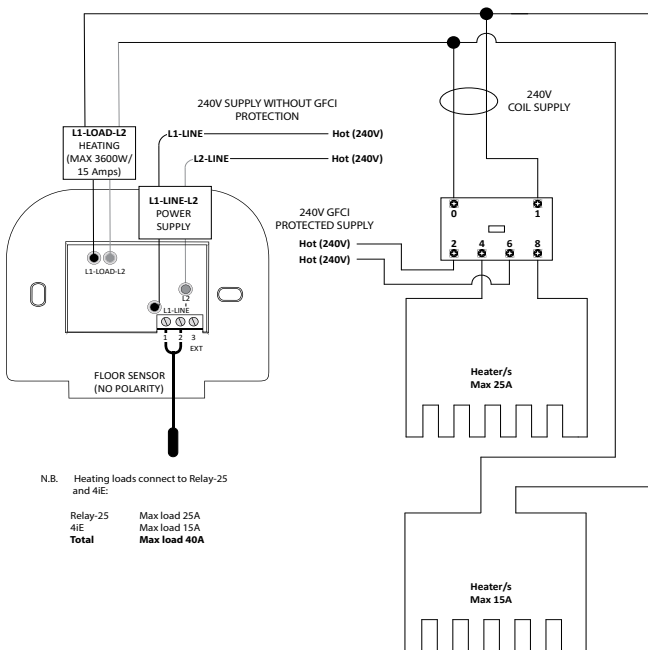 240V SUPPLY WITHOUT GFCI
PROTECTION
240V
COIL SUPPLY
L1-LOAD-L2
HEATING
(MAX 3600W/
15 Amps)
L1-LINE
Hot (240V)
L2-LINE
Hot (240V)
L1-LINE-L2
POWER
SUPPLY
240V GFCI
PROTECTED SUPPLY
Hot (240V)
Hot (240V)
0
1
2
4
6
8
L1-LOAD-L2
L2
L1-LINE
1
2
3
EXT
FLOOR SENSOR
(NO POLARITY)
Heater/s
Max 25A
N.B. Heating loads connect to Relay-25
and 4iE:
Relay-25 Max load 25A
4iE Max load 15A
Total Max load 40A
Heater/s
Max 15A